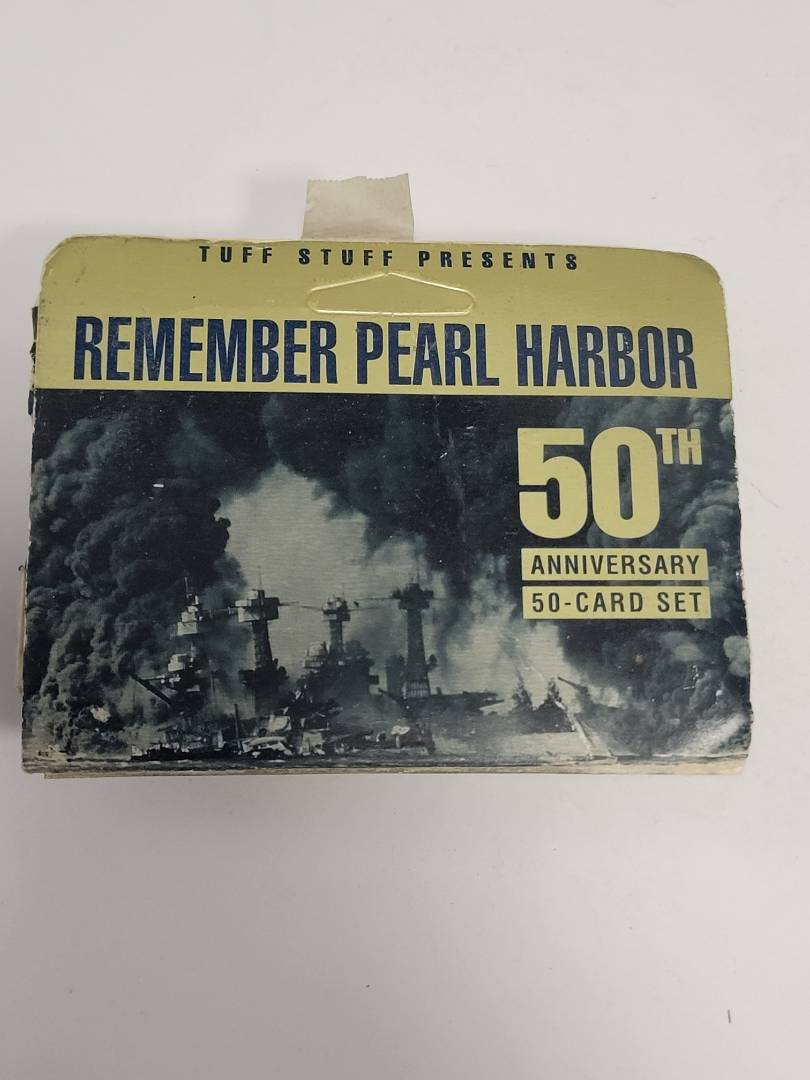 TUFF STUFF PRESENTS
REMEMBER PEARL HARBOR
50TH
ANNIVERSARY
50-CARD SET